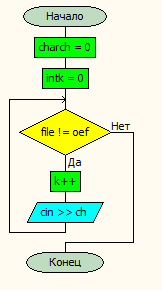 Начало
charch = 0
intk = 0
file != oef
Нет
Да
k++
cin >> ch
Конец